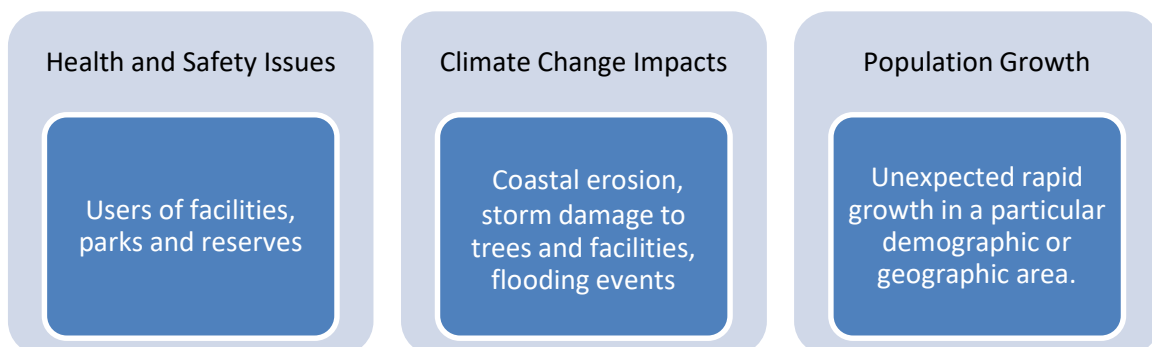 Health and Safety Issues
Users of facilities,
parks and reserves
Climate Change Impacts
Coastal erosion,
storm damage to
trees and facilities,
flooding events
Population Growth
Unexpected rapid
growth in a particular
demographic or
geographic area.